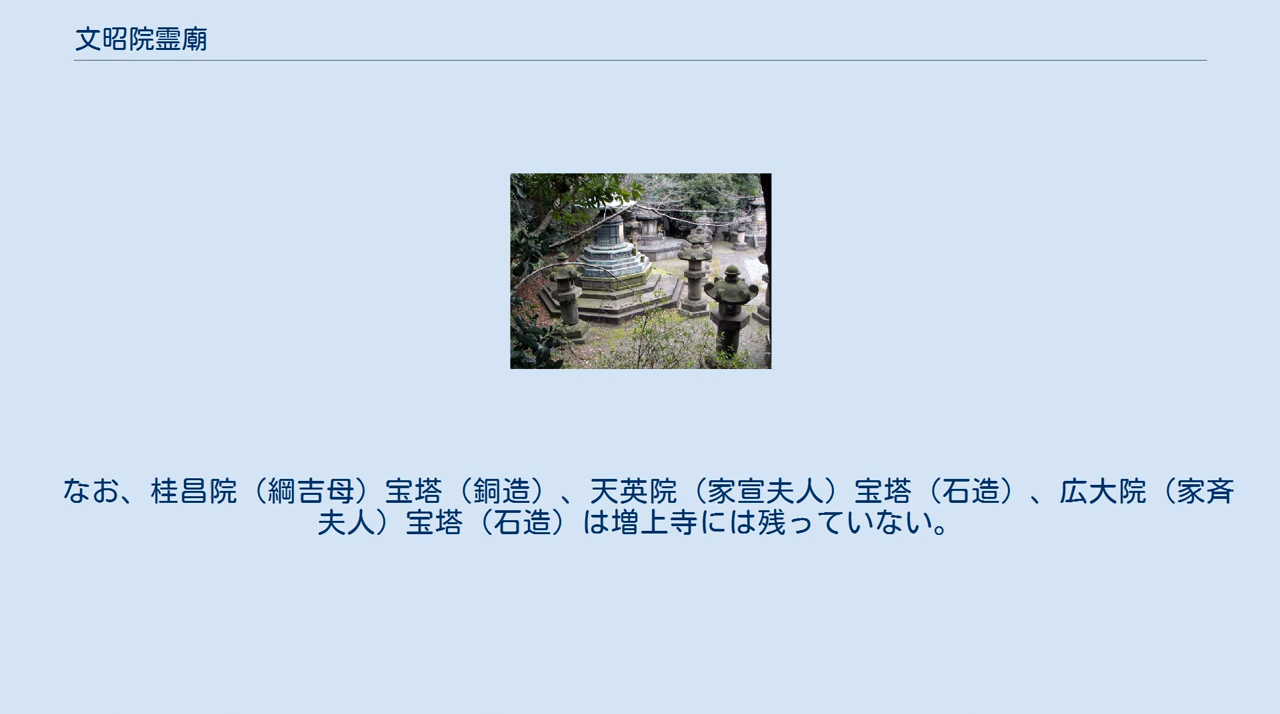 文昭院霊廟
なお、桂昌院（綱吉母）宝塔（銅造）、天英院（家宣夫人）宝塔（石造）、広大院（家斉
夫人）宝塔（石造）は増上寺には残っていない。